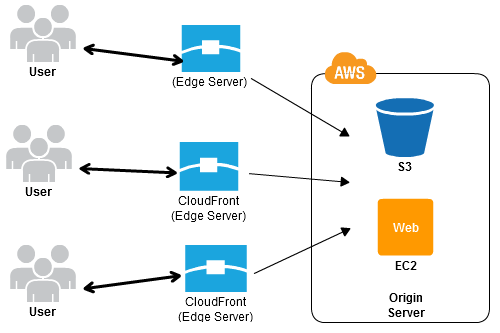 User
(Edge Server)
AWS
S3
User
CloudFront
(Edge Server)
Web
EC2
User
CloudFront
(Edge Server)
Origin
Server